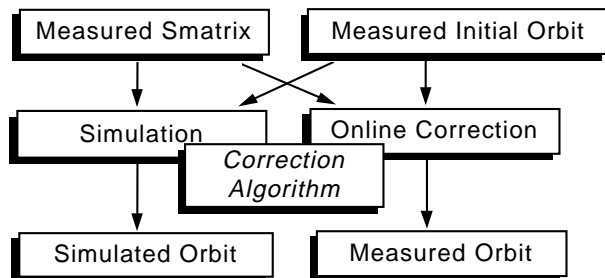 Measured Smatrix
Measured Initial Orbit
Simulation
Online Correction
Correction
Algorithm
Simulated Orbit
Measured Orbit